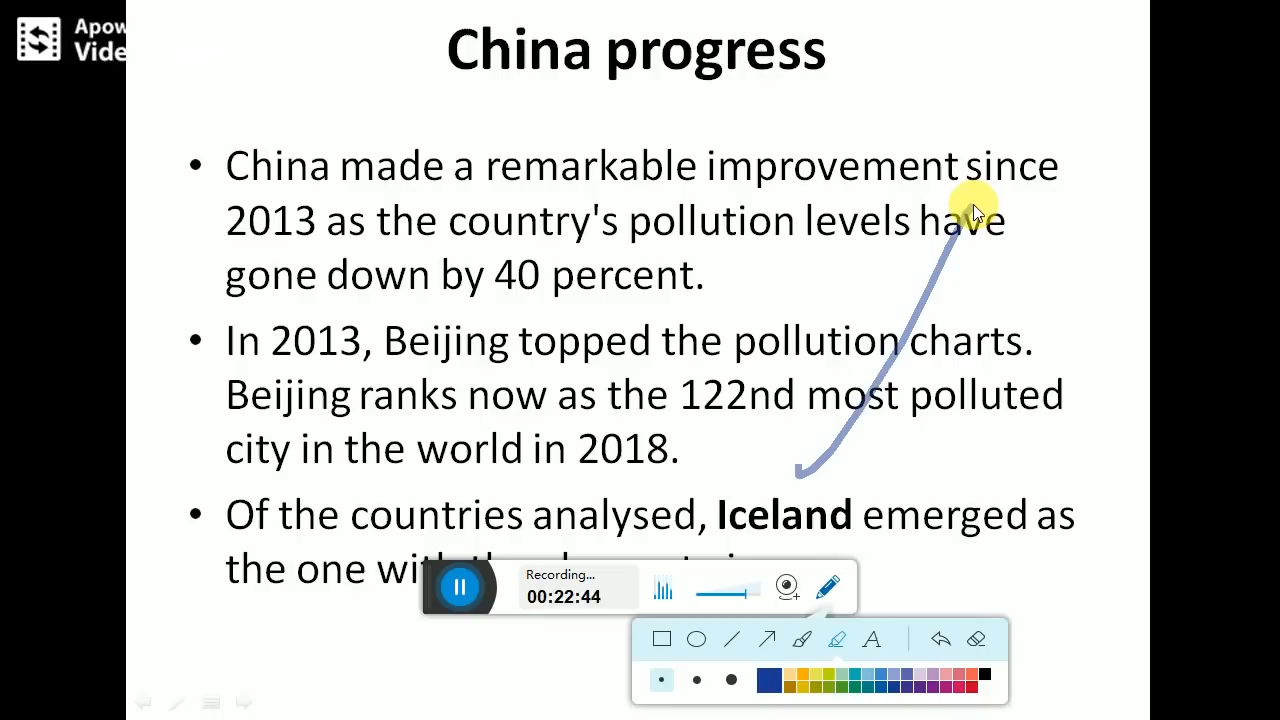 Apow
Vide
China progress
• China made a remarkable improvement since
2013 as the country's pollution levels have
gone down by 40 percent.
• In 2013, Beijing topped the pollution charts.
Beijing ranks now as the 122nd most polluted
city in the world in 2018.
• Of the countries analysed, Iceland emerged as
the one
Recording...
00:22:44
A